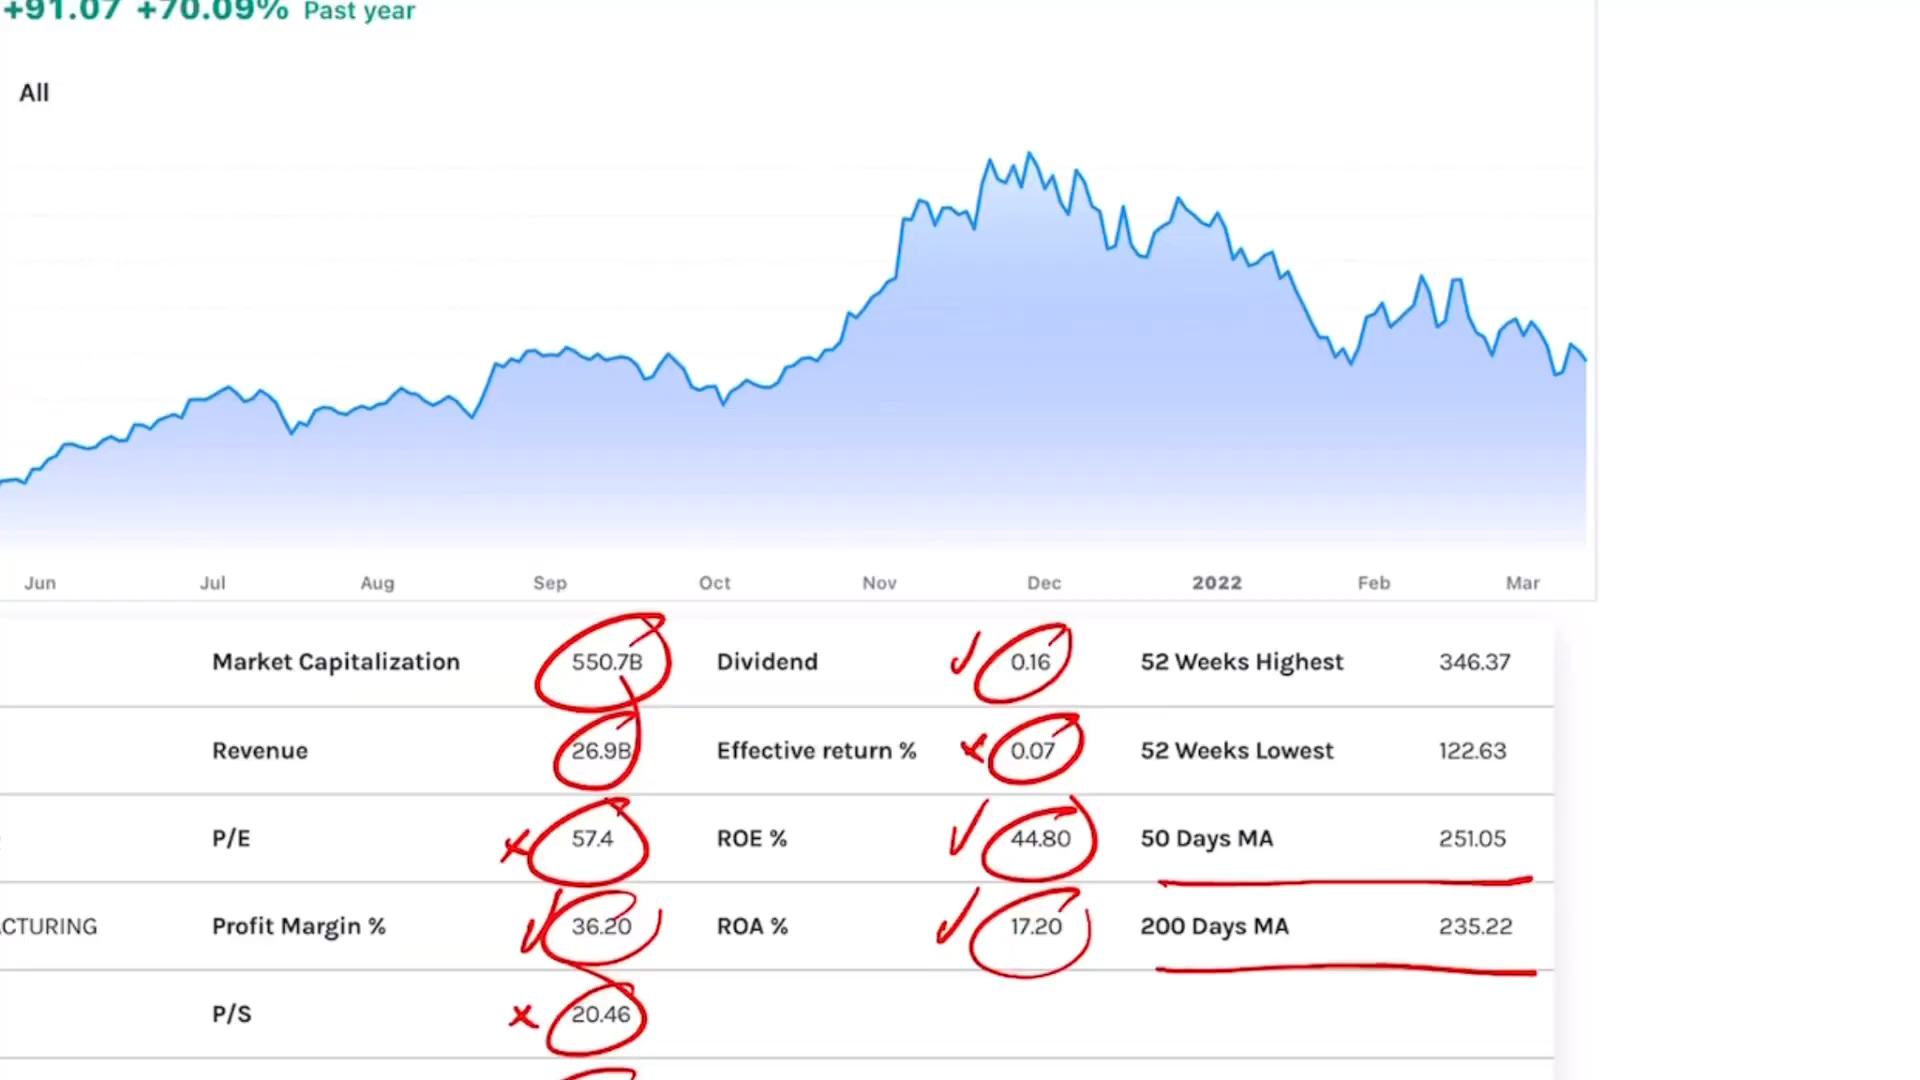 +91.07 +70.09% Past year
All
Jun Jul Aug Sep Oct Nov Dec 2022 Feb Mar
Market Capitalization 550.7B Dividend 0.16 52 Weeks Highest 346.37
Revenue 26.9B Effective return % 0.07 52 Weeks Lowest 122.63
P/E 57.4 ROE % 44.80 50 Days MA 251.05
CTURING Profit Margin % 36.20 ROA % 17.20 200 Days MA 235.22
P/S 20.46